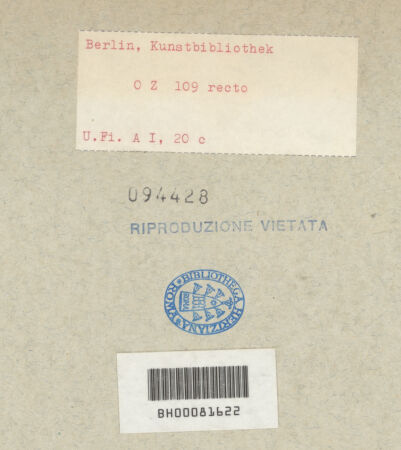 Berlin, Kunstbibliothek
O Z 109 recto
U.Fi. A I, 20 c
094428
RIPRODUZIONE VIETATA
BIBLIOTHECA HERTZIANA ROMA
BH00081622